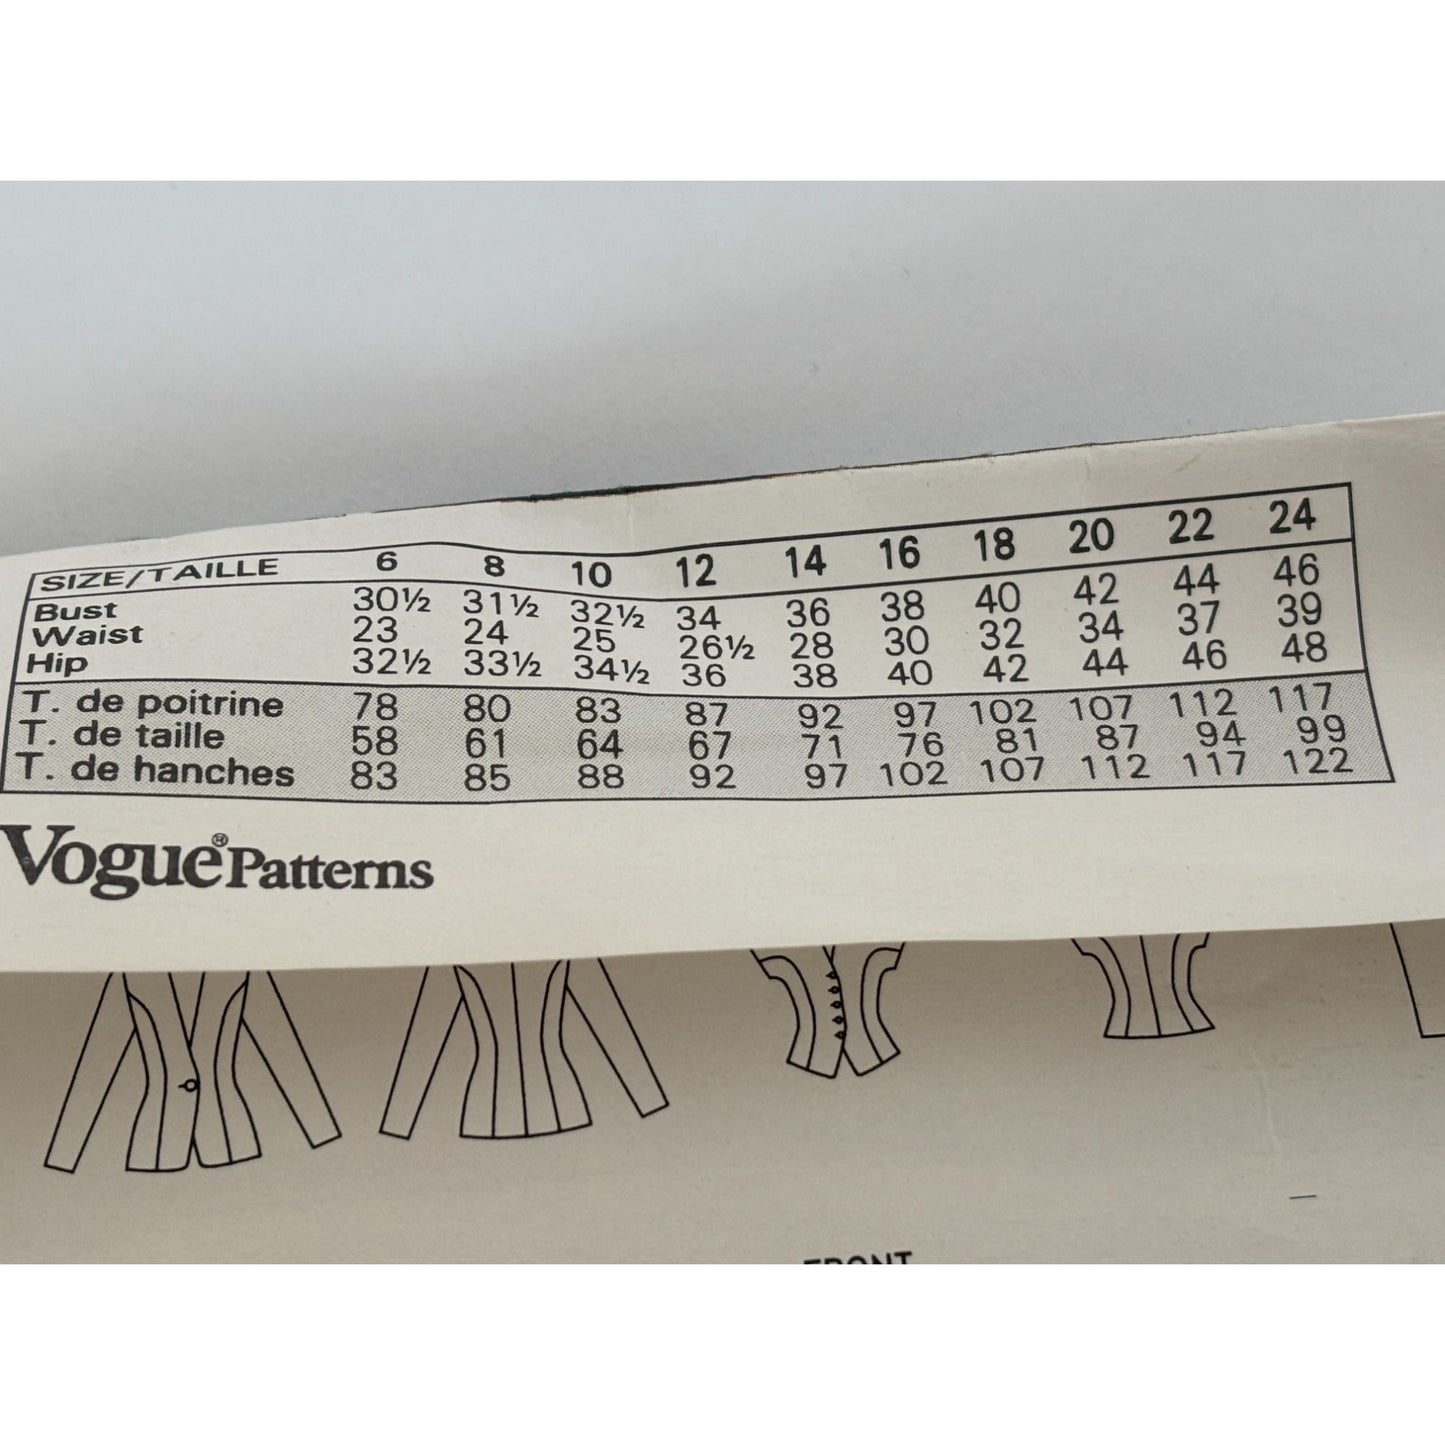 SIZE/TAILLE 6 8 10 12 14 16 18 20 22 24
Bust 30½ 31½ 32½ 34 36 38 40 42 44 46
Waist 23 24 25 26½ 28 30 32 34 37 39
Hip 32½ 33½ 34½ 36 38 40 42 44 46 48
T. de poitrine 78 80 83 87 92 97 102 107 112 117
T. de taille 58 61 64 67 71 76 81 87 94 99
T. de hanches 83 85 88 92 97 102 107 112 117 122
Vogue® Patterns
FRONT